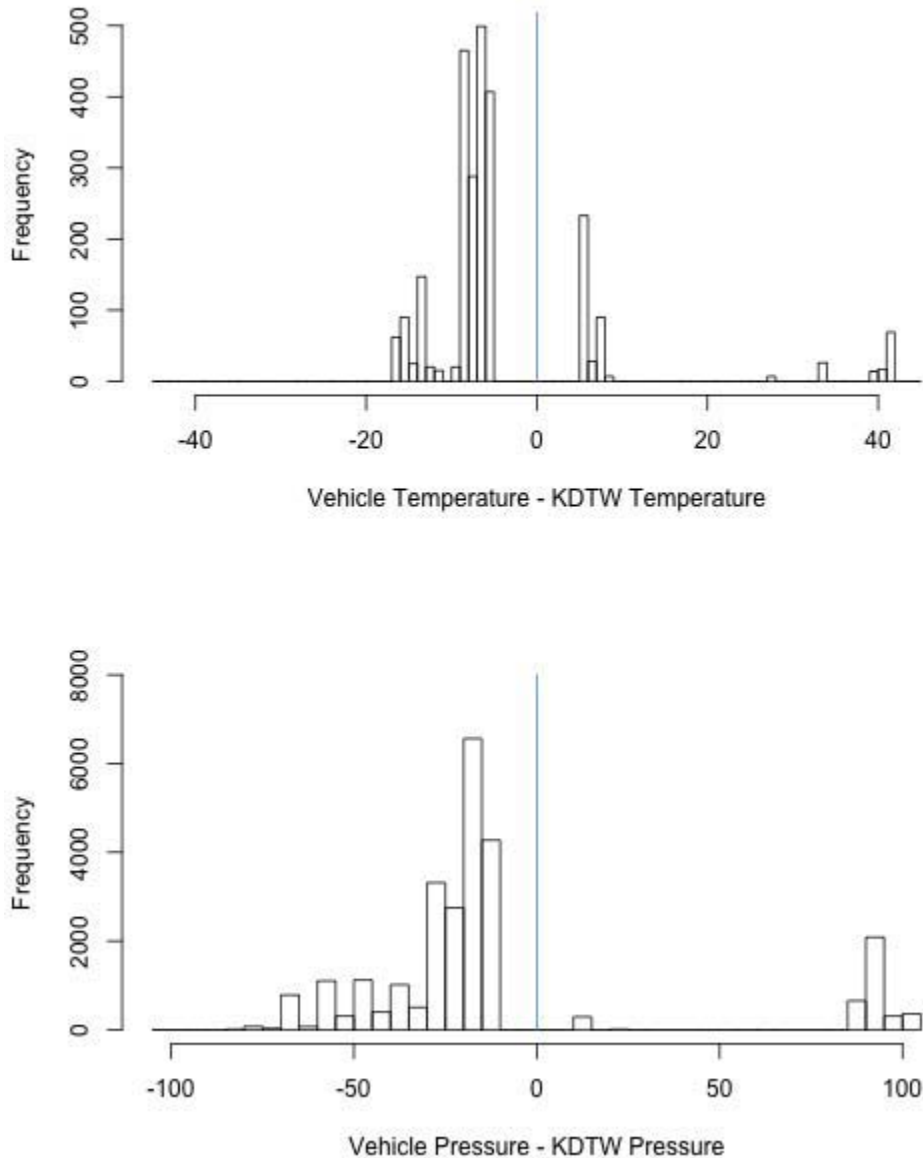 500
400
300
200
100
0
Frequency
-40 -20 0 20 40
Vehicle Temperature - KDTW Temperature
8000
6000
4000
2000
0
Frequency
-100 -50 0 50 100
Vehicle Pressure - KDTW Pressure